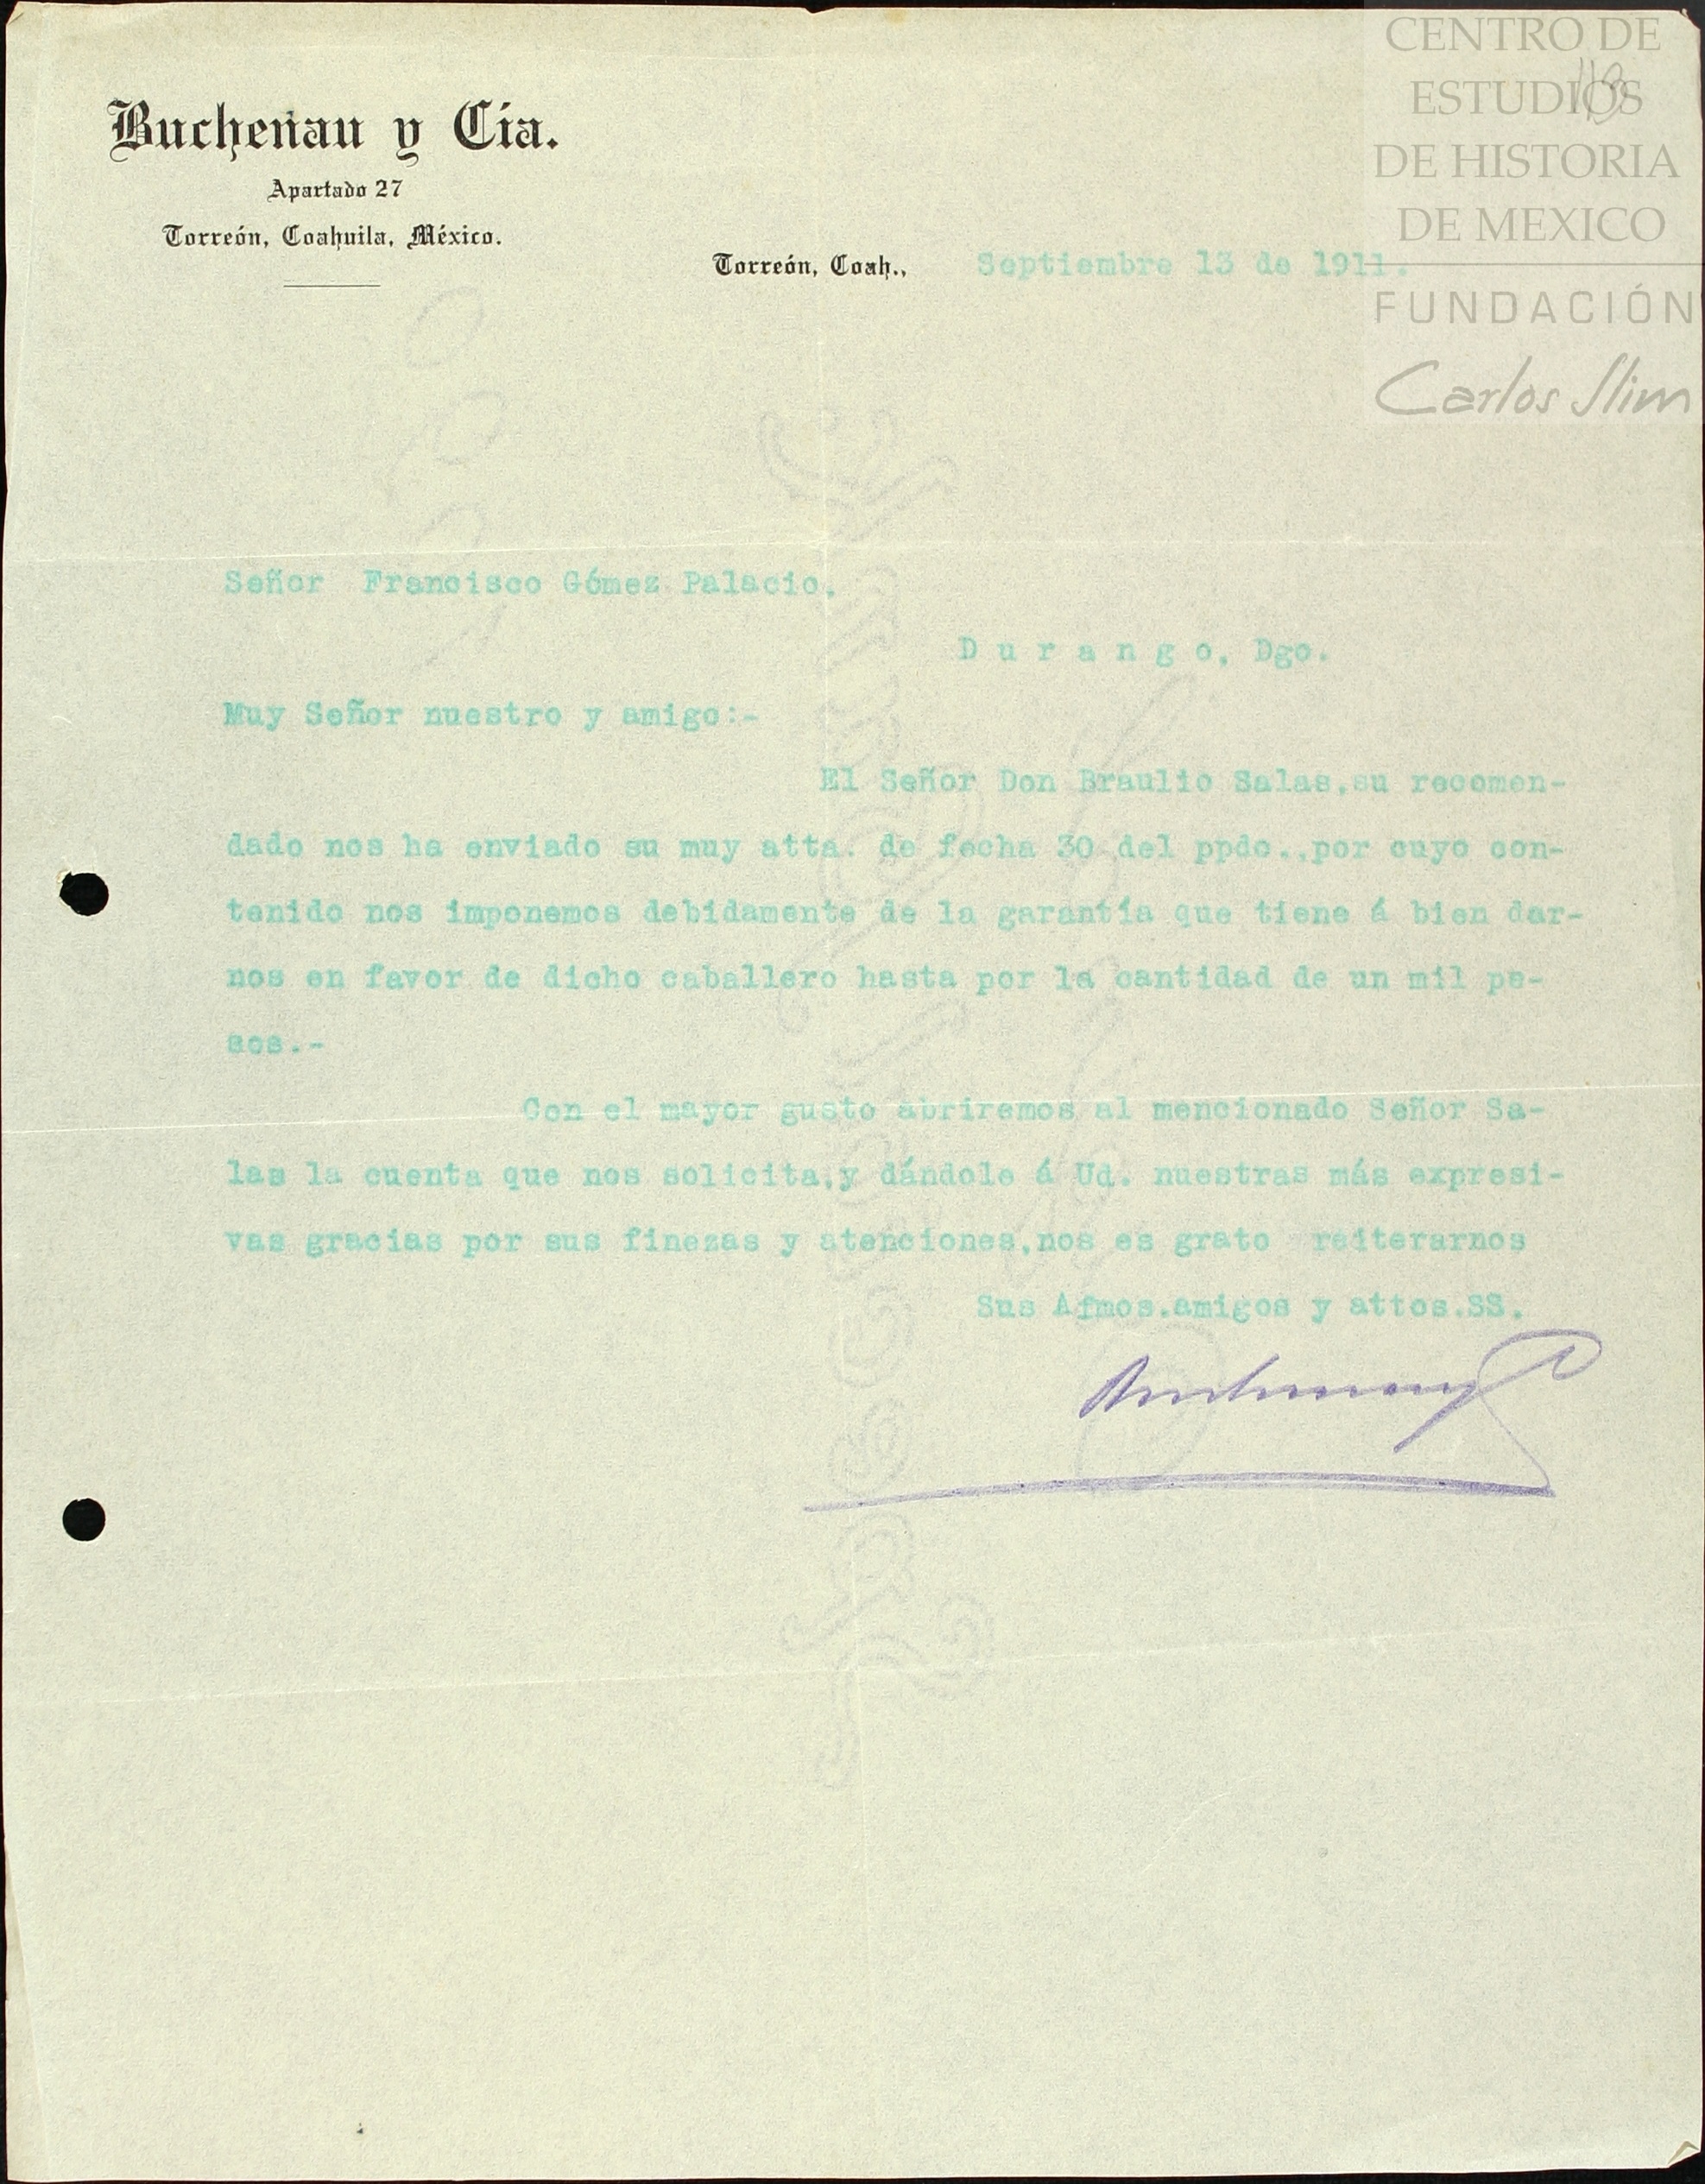 CENTRO DE
ESTUDIOS
DE HISTORIA
DE MEXICO
FUNDACIÓN
Carlos Slim
113
Buchenau y Cía.
Apartado 27
Torreón, Coahuila, México.
Torreón, Coah., Septiembre 13 de 1911.
Señor Francisco Gómez Palacio.
D u r a n g o, Dgo.
Muy Señor nuestro y amigo:-
El Señor Don Braulio Salas,su recomen-
dado nos ha enviado su muy atta. de fecha 30 del ppdo.,por cuyo con-
tenido nos imponemos debidamente de la garantía que tiene á bien dar-
nos en favor de dicho caballero hasta por la cantidad de un mil pe-
sos.-
Con el mayor gusto abriremos al mencionado Señor Sa-
las la cuenta que nos solicita,y dándole á Ud. nuestras más expresi-
vas gracias por sus finezas y atenciones,nos es grato reiterarnos
Sus Afmos.amigos y attos.SS.
Buchenau y C